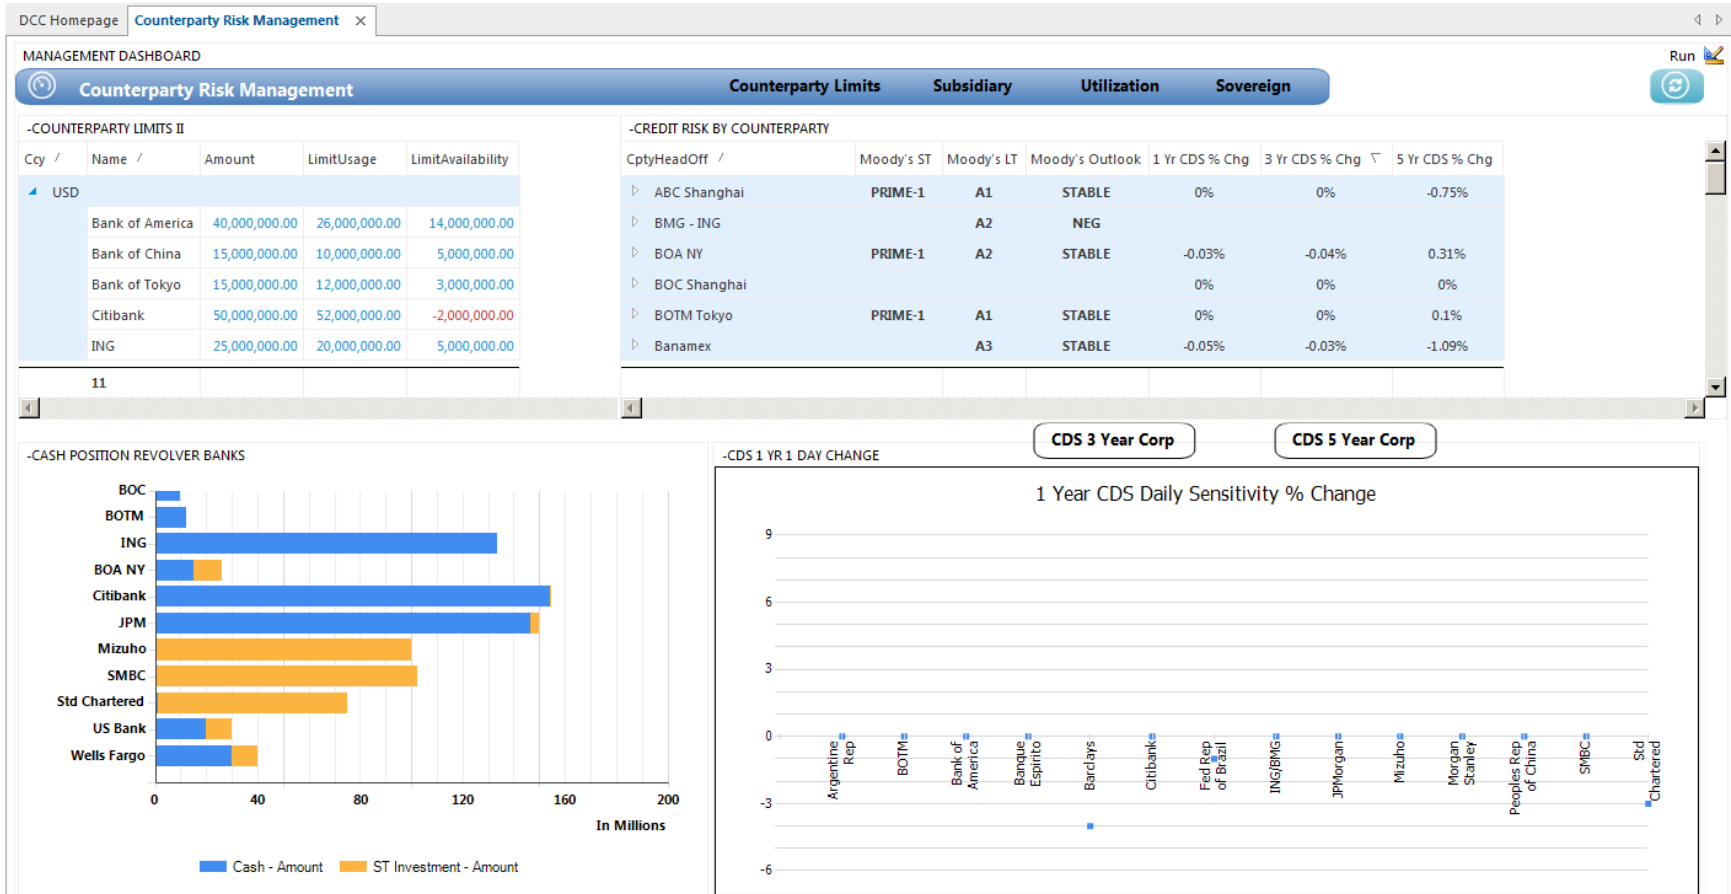 DCC Homepage Counterparty Risk Management
MANAGEMENT DASHBOARD Run
Counterparty Risk Management Counterparty Limits Subsidiary Utilization Sovereign
-COUNTERPARTY LIMITS II
Ccy Name Amount LimitUsage LimitAvailability
USD
Bank of America 40,000,000.00 26,000,000.00 14,000,000.00
Bank of China 15,000,000.00 10,000,000.00 5,000,000.00
Bank of Tokyo 15,000,000.00 12,000,000.00 3,000,000.00
Citibank 50,000,000.00 52,000,000.00 -2,000,000.00
ING 25,000,000.00 20,000,000.00 5,000,000.00
11
-CREDIT RISK BY COUNTERPARTY
CptyHeadOff Moody's ST Moody's LT Moody's Outlook 1 Yr CDS % Chg 3 Yr CDS % Chg 5 Yr CDS % Chg
ABC Shanghai PRIME-1 A1 STABLE 0% 0% -0.75%
BMG - ING A2 NEG
BOA NY PRIME-1 A2 STABLE -0.03% -0.04% 0.31%
BOC Shanghai 0% 0% 0%
BOTM Tokyo PRIME-1 A1 STABLE 0% 0% 0.1%
Banamex A3 STABLE -0.05% -0.03% -1.09%
CDS 3 Year Corp CDS 5 Year Corp
-CASH POSITION REVOLVER BANKS
BOC
BOTM
ING
BOA NY
Citibank
JPM
Mizuho
SMBC
Std Chartered
US Bank
Wells Fargo
0 40 80 120 160 200
In Millions
Cash - Amount ST Investment - Amount
-CDS 1 YR 1 DAY CHANGE
1 Year CDS Daily Sensitivity % Change
9
6
3
0
-3
-6
Argentine
Rep
BOTM
Bank of
America
Banque
Espirito
Barclays
Citibank
Fed Rep
of Brazil
ING/BMG
JPMorgan
Mizuho
Morgan
Stanley
Peoples Rep
of China
SMBC
Std
Chartered